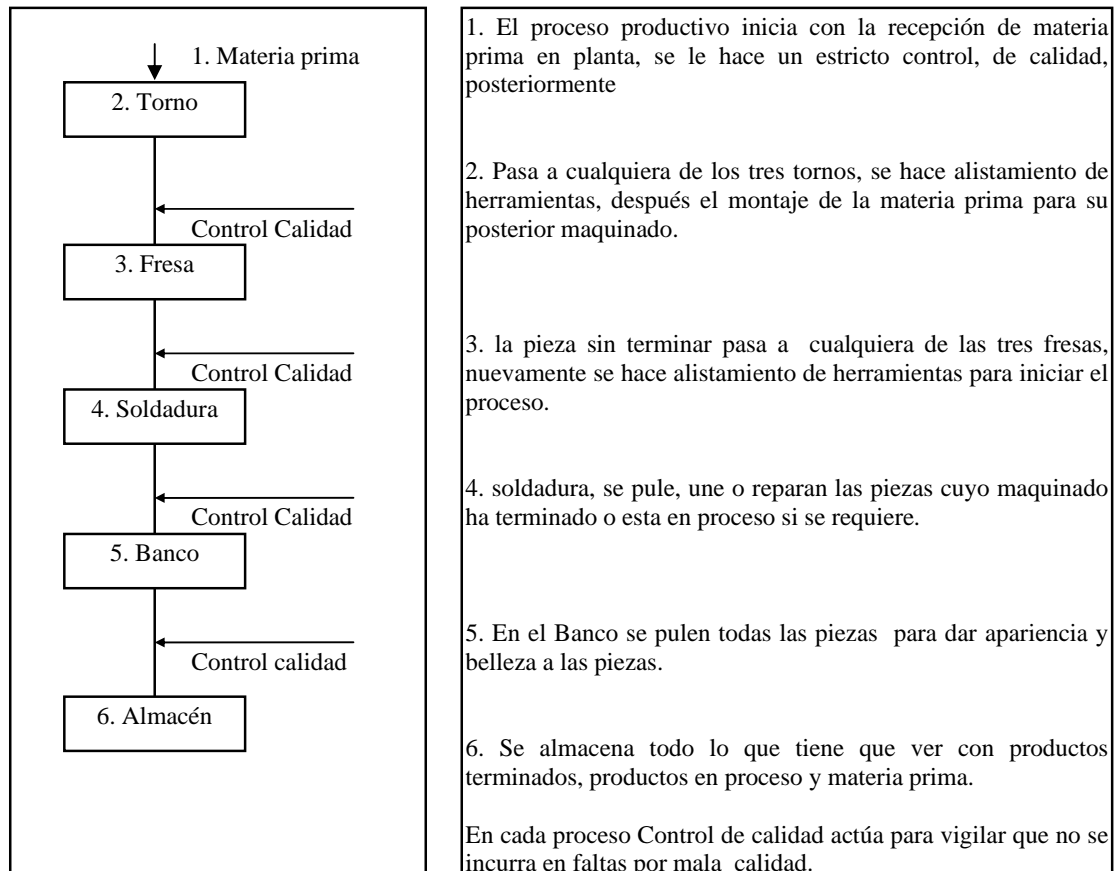 1. Materia prima
2. Torno
Control Calidad
3. Fresa
Control Calidad
4. Soldadura
Control Calidad
5. Banco
Control calidad
6. Almacén
1. El proceso productivo inicia con la recepción de materia
prima en planta, se le hace un estricto control, de calidad,
posteriormente
2. Pasa a cualquiera de los tres tornos, se hace alistamiento de
herramientas, después el montaje de la materia prima para su
posterior maquinado.
3. la pieza sin terminar pasa a cualquiera de las tres fresas,
nuevamente se hace alistamiento de herramientas para iniciar el
proceso.
4. soldadura, se pule, une o reparan las piezas cuyo maquinado
ha terminado o esta en proceso si se requiere.
5. En el Banco se pulen todas las piezas para dar apariencia y
belleza a las piezas.
6. Se almacena todo lo que tiene que ver con productos
terminados, productos en proceso y materia prima.
En cada proceso Control de calidad actúa para vigilar que no se
incurra en faltas por mala calidad.